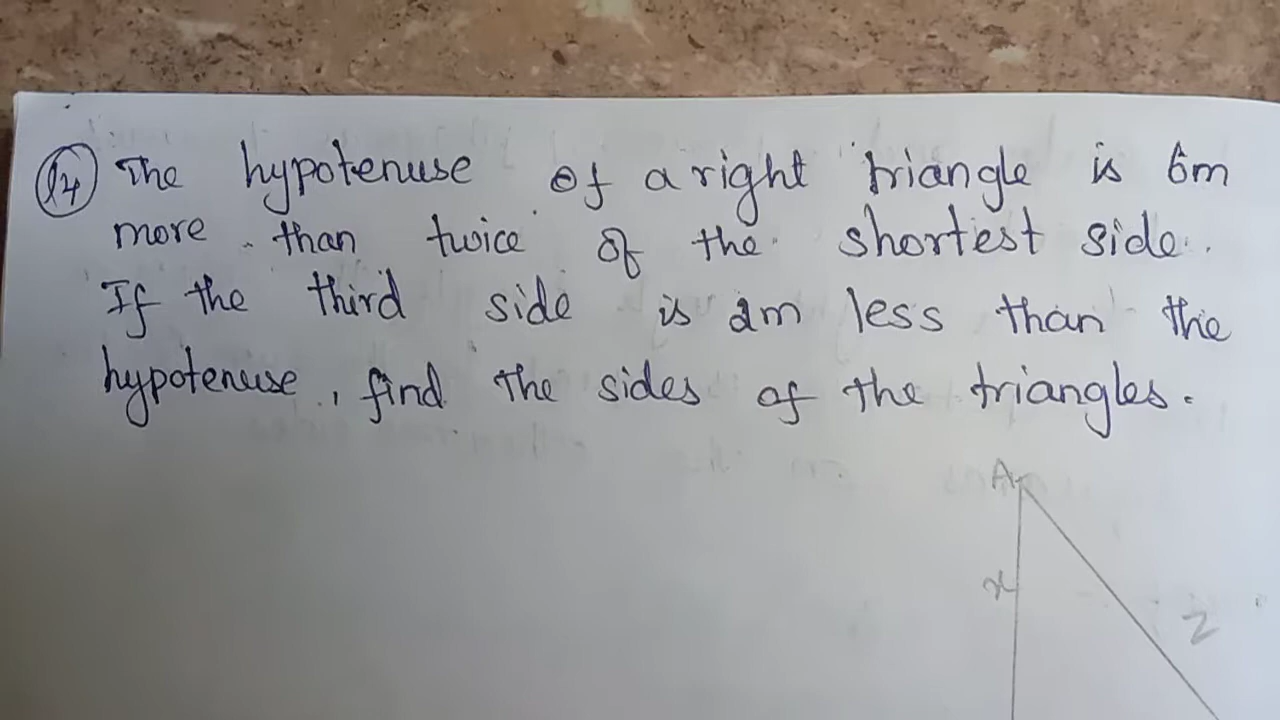 14 The hypotenuse of a right triangle is 6m
more than twice of the shortest side.
If the third side is 2m less than the
hypotenuse, find the sides of the triangles.
A
x
z